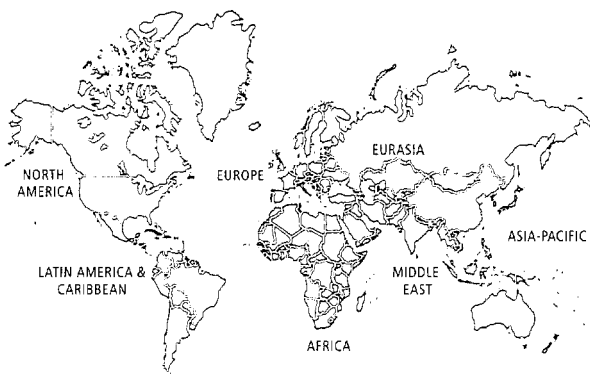 EURASIA
NORTH
AMERICA
EUROPE
ASIA-PACIFIC
LATIN AMERICA &
CARIBBEAN
MIDDLE
EAST
AFRICA